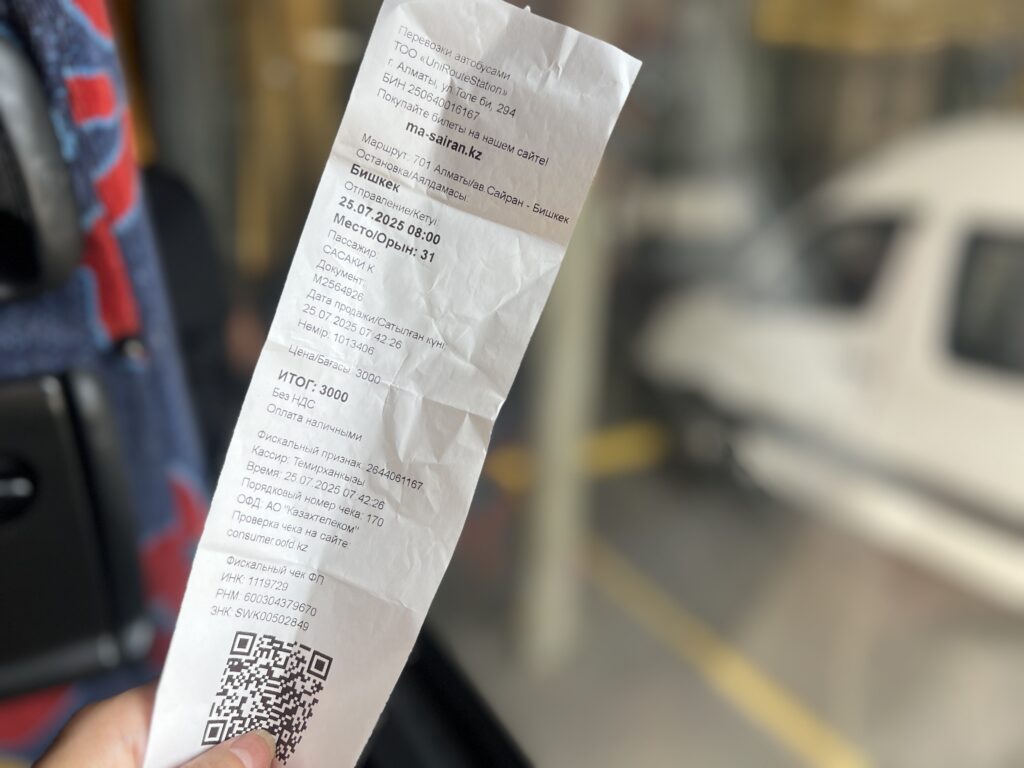 Перевозки автобусами
ТОО «UniRouteStation»
г. Алматы, ул Толе би, 294
БИН 250640016167
Покупайте билеты на нашем сайте!
ma-sairan.kz
Маршрут: 701 Алматы/ав Сайран - Бишкек
Остановка/Аялдамасы:
Бишкек
Отправление/Кетуі:
25.07.2025 08:00
Место/Орын: 31
Пассажир:
САСАКИ К
Документ:
M2564926
Дата продажи/Сатылған күні:
25.07.2025 07:42:26
Нөмір: 1013406
Цена/Бағасы: 3000
ИТОГ: 3000
Без НДС
Оплата наличными
Фискальный признак: 2644061167
Кассир: Темирханкызы
Время: 25.07.2025 07:42:26
Порядковый номер чека: 170
ОФД: АО "Казахтелеком"
Проверка чека на сайте:
consumer.oofd.kz
Фискальный чек ФП
ИНК: 1119729
РНМ: 600304379670
ЗНК: SWK00502849